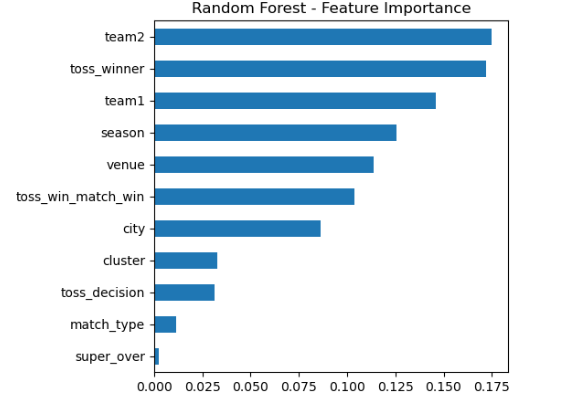 Random Forest - Feature Importance
team2
toss_winner
team1
season
venue
toss_win_match_win
city
cluster
toss_decision
match_type
super_over
0.000 0.025 0.050 0.075 0.100 0.125 0.150 0.175